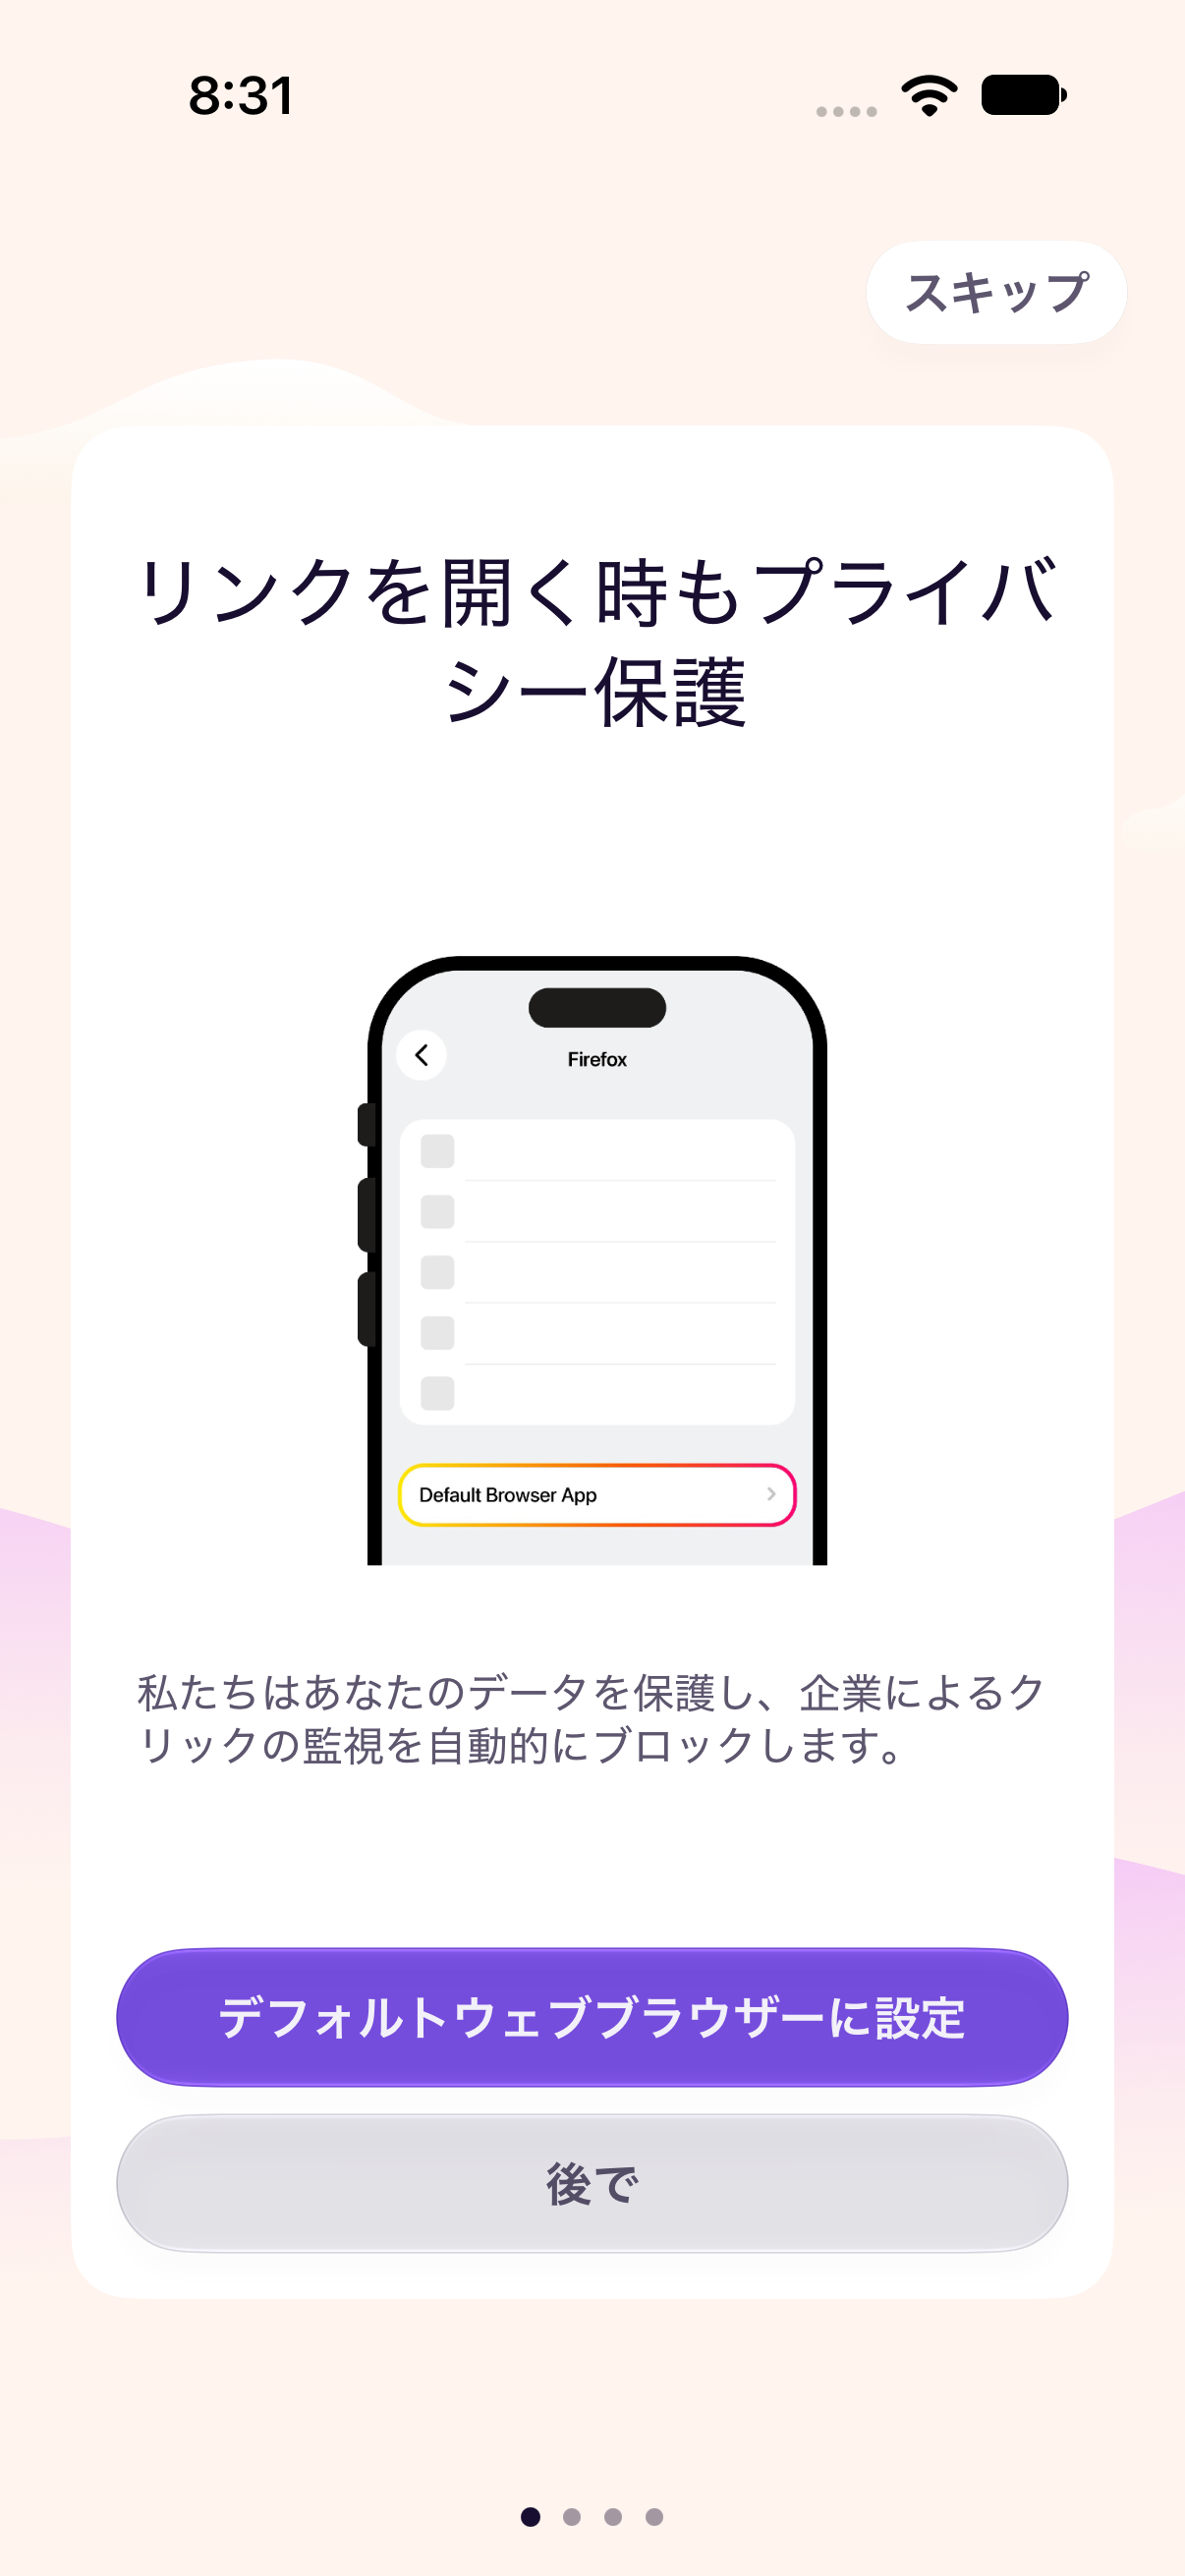 8:31
スキップ
リンクを開く時もプライバ
シー保護
Firefox
Default Browser App
私たちはあなたのデータを保護し、企業によるク
リックの監視を自動的にブロックします。
デフォルトウェブブラウザーに設定
後で